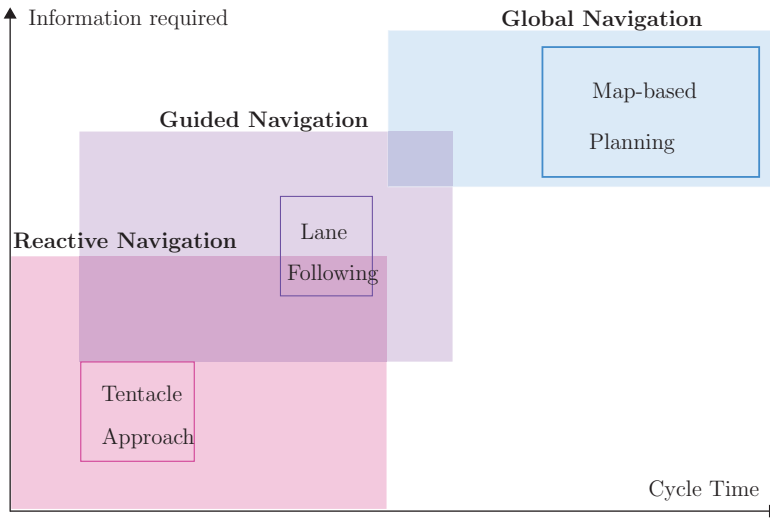 Information required
Global Navigation
Map-based
Planning
Guided Navigation
Lane
Following
Reactive Navigation
Tentacle
Approach
Cycle Time